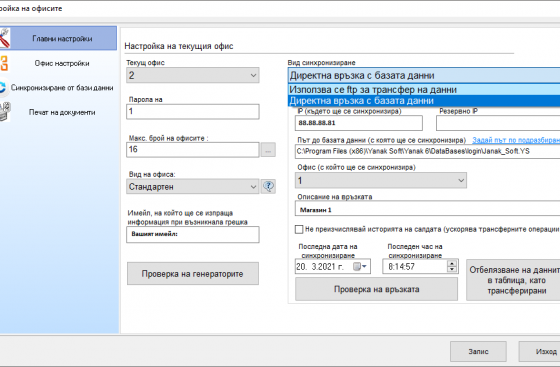 ройка на офисите
Главни настройки
Офис настройки
Синхронизиране от бази данни
Печат на документи
Настройка на текущия офис
Текущ офис
2
Парола на
1
Макс. брой на офисите :
16
...
Вид на офиса:
Стандартен
Имейл, на който ще се изпраща
информация при възникнала грешка
Вашият имейл:
Проверка на генераторите
Вид синхронизиране
Директна връзка с базата данни
Използва се ftp за трансфер на данни
Директна връзка с базата данни
IP (където ще се синхронизира)
Резервно IP
88.88.88.81
Път до базата данни (с която ще се синхронизира)
Задай път по подразбиран
C:\Program Files (x86)\Yanak Soft\Yanak 6\DataBases\login\Janak_Soft.YS
Офис (с който ще се синхронизира)
1
Описание на връзката
Магазин 1
Не преизчислявай историята на салдата (ускорява трансферните операции
Последна дата на
синхронизиране
Последен час на
синхронизиране
20. 3.2021 г.
8:14:57
Проверка на връзката
Отбелязване на даннит
в таблица, като
трансферирани
Запис
Изход